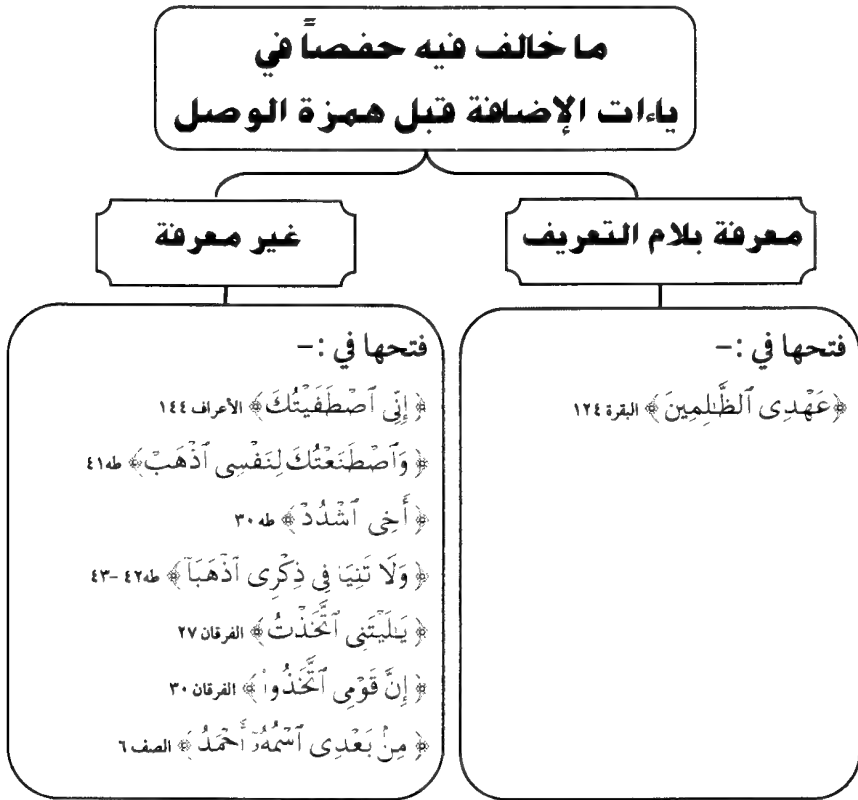 ما خالف فيه حفصاً في
ياءات الإضافة قبل همزة الوصل
معرفة بلام التعريف
غير معرفة
فتحها في :–
﴿عَهْدِى ٱلظَّٰلِمِينَ﴾ البقرة ١٢٤
فتحها في :–
﴿إِنِّى ٱصْطَفَيْتُكَ﴾ الأعراف ١٤٤
﴿وَٱصْطَنَعْتُكَ لِنَفْسِى ٱذْهَبْ﴾ طه٤١
﴿أَخِى ٱشْدُدْ﴾ طه ٣٠
﴿وَلَا تَنِيَا فِى ذِكْرِى ٱذْهَبَآ﴾ طه٤٢ –٤٣
﴿يَٰلَيْتَنِى ٱتَّخَذْتُ﴾ الفرقان ٢٧
﴿إِنَّ قَوْمِى ٱتَّخَذُواْ﴾ الفرقان ٣٠
﴿مِنۢ بَعْدِى ٱسْمُهُۥٓ أَحْمَدُ﴾ الصف ٦